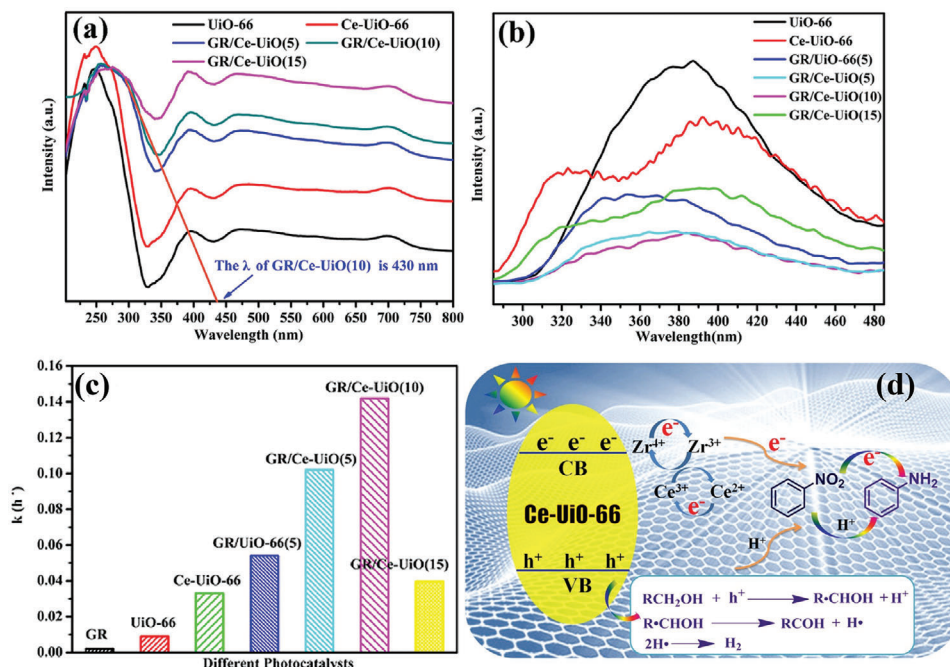 (a)
UiO-66
Ce-UiO-66
GR/Ce-UiO(5)
GR/Ce-UiO(10)
GR/Ce-UiO(15)
Intensity (a.u.)
The λ of GR/Ce-UiO(10) is 430 nm
250 300 350 400 450 500 550 600 650 700 750 800
Wavelength (nm)
(b)
UiO-66
Ce-UiO-66
GR/UiO-66(5)
GR/Ce-UiO(5)
GR/Ce-UiO(10)
GR/Ce-UiO(15)
Intensity (a.u.)
300 320 340 360 380 400 420 440 460 480
Wavelength(nm)
(c)
0.16
0.14
0.12
0.10
0.08
0.06
0.04
0.02
0.00
k (h⁻)
GR
UiO-66
Ce-UiO-66
GR/UiO-66(5)
GR/Ce-UiO(5)
GR/Ce-UiO(10)
GR/Ce-UiO(15)
Different Photocatalysts
(d)
e⁻ e⁻ e⁻
CB
Ce-UiO-66
h⁺ h⁺ h⁺
VB
e⁻
Zr⁴⁺ Zr³⁺
Ce³⁺ Ce²⁺
e⁻
e⁻
NO₂
e⁻
NH₂
H⁺
H⁺
RCH₂OH + h⁺ → R•CHOH + H⁺
R•CHOH → RCOH + H•
2H• → H₂